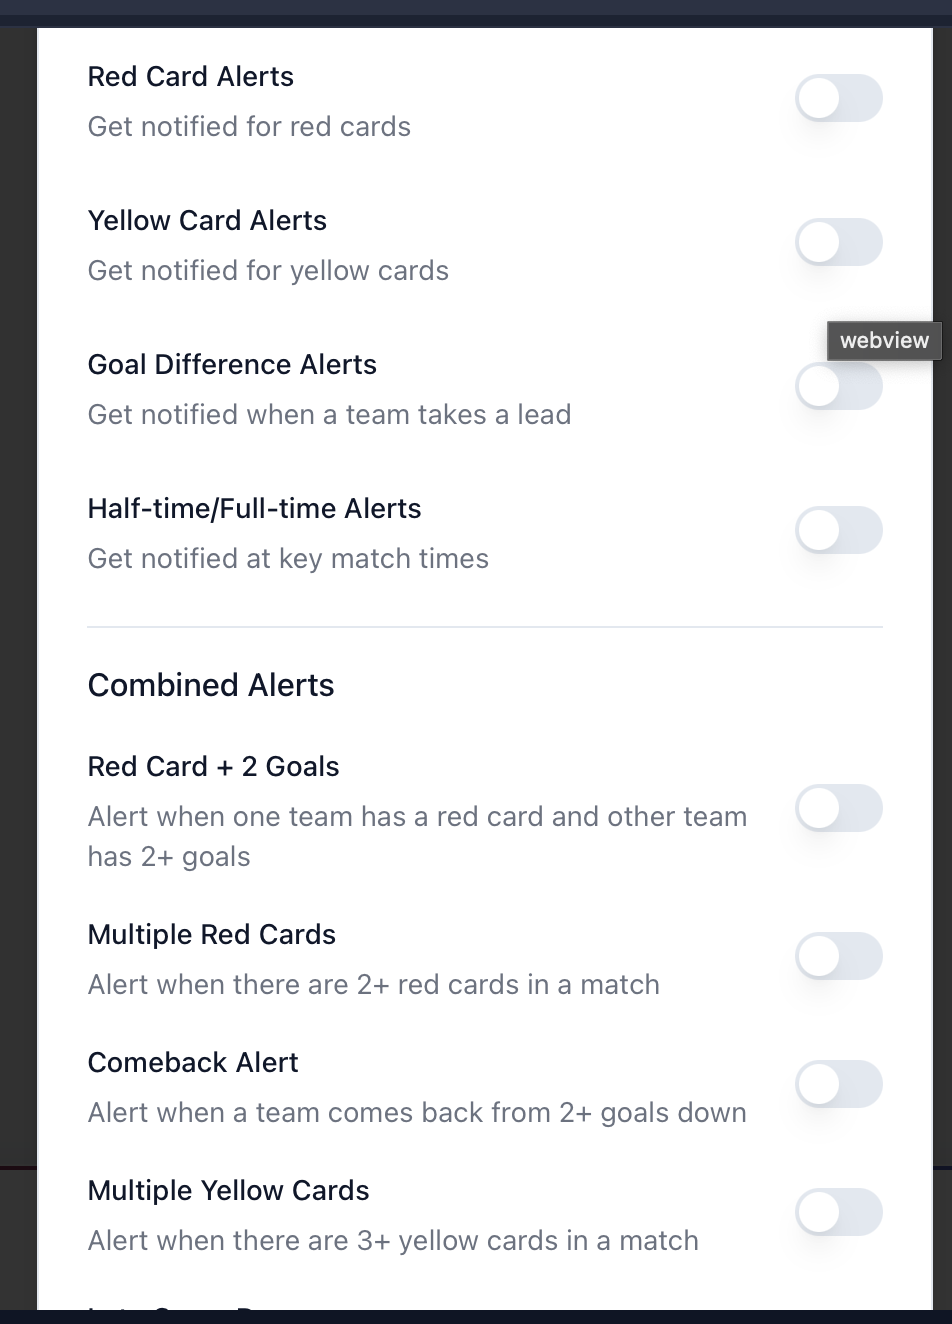 Red Card Alerts
Get notified for red cards
Yellow Card Alerts
Get notified for yellow cards
webview
Goal Difference Alerts
Get notified when a team takes a lead
Half-time/Full-time Alerts
Get notified at key match times
Combined Alerts
Red Card + 2 Goals
Alert when one team has a red card and other team
has 2+ goals
Multiple Red Cards
Alert when there are 2+ red cards in a match
Comeback Alert
Alert when a team comes back from 2+ goals down
Multiple Yellow Cards
Alert when there are 3+ yellow cards in a match